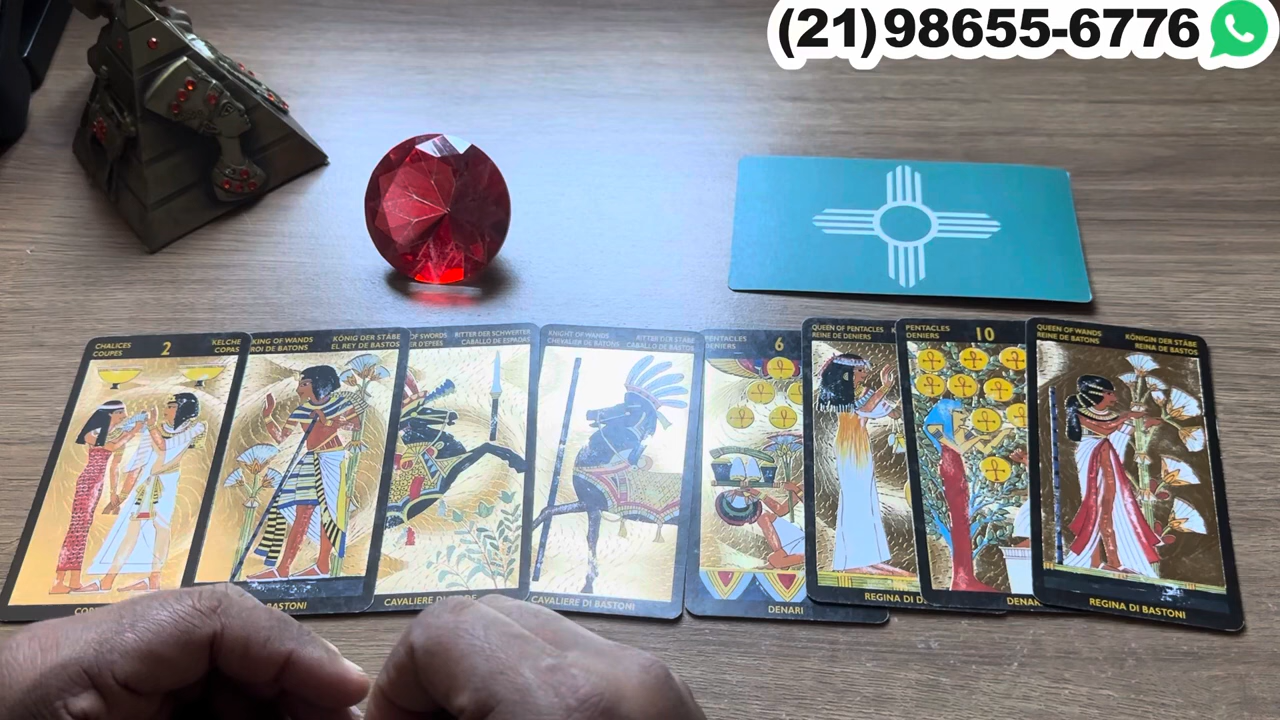 (21)98655-6776
CHALICES
COUPES
2
KELCHE
COPAS
KING OF WANDS
ROI DE BATONS
KÖNIG DER STÄBE
EL REY DE BASTOS
BASTONI
OF SWORDS
D'EPEES
RITTER DER SCHWERTER
CABALLO DE ESPADAS
CAVALIERE DI
KNIGHT OF WANDS
CHEVALIER DE BATONS
RITTER DER STÄBE
CABALLO DE BASTOS
CAVALIERE DI BASTONI
PENTACLES
DENIERS
6
DENARI
QUEEN OF PENTACLES
REINE DE DENIERS
REGINA DI
PENTACLES
DENIERS
10
QUEEN OF WANDS
REINE DE BATONS
KÖNIGIN DER STÄBE
REINA DE BASTOS
REGINA DI BASTONI